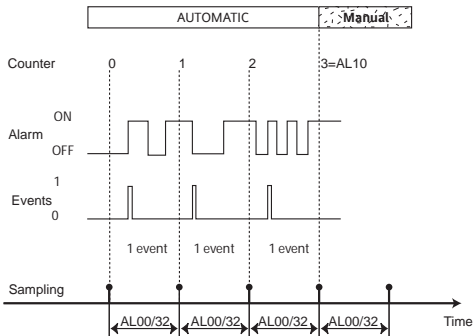 AUTOMATIC Manual
Counter 0 1 2 3=AL10
ON
Alarm
OFF
1
Events
0
1 event 1 event 1 event
Sampling
AL00/32 AL00/32 AL00/32 AL00/32 Time